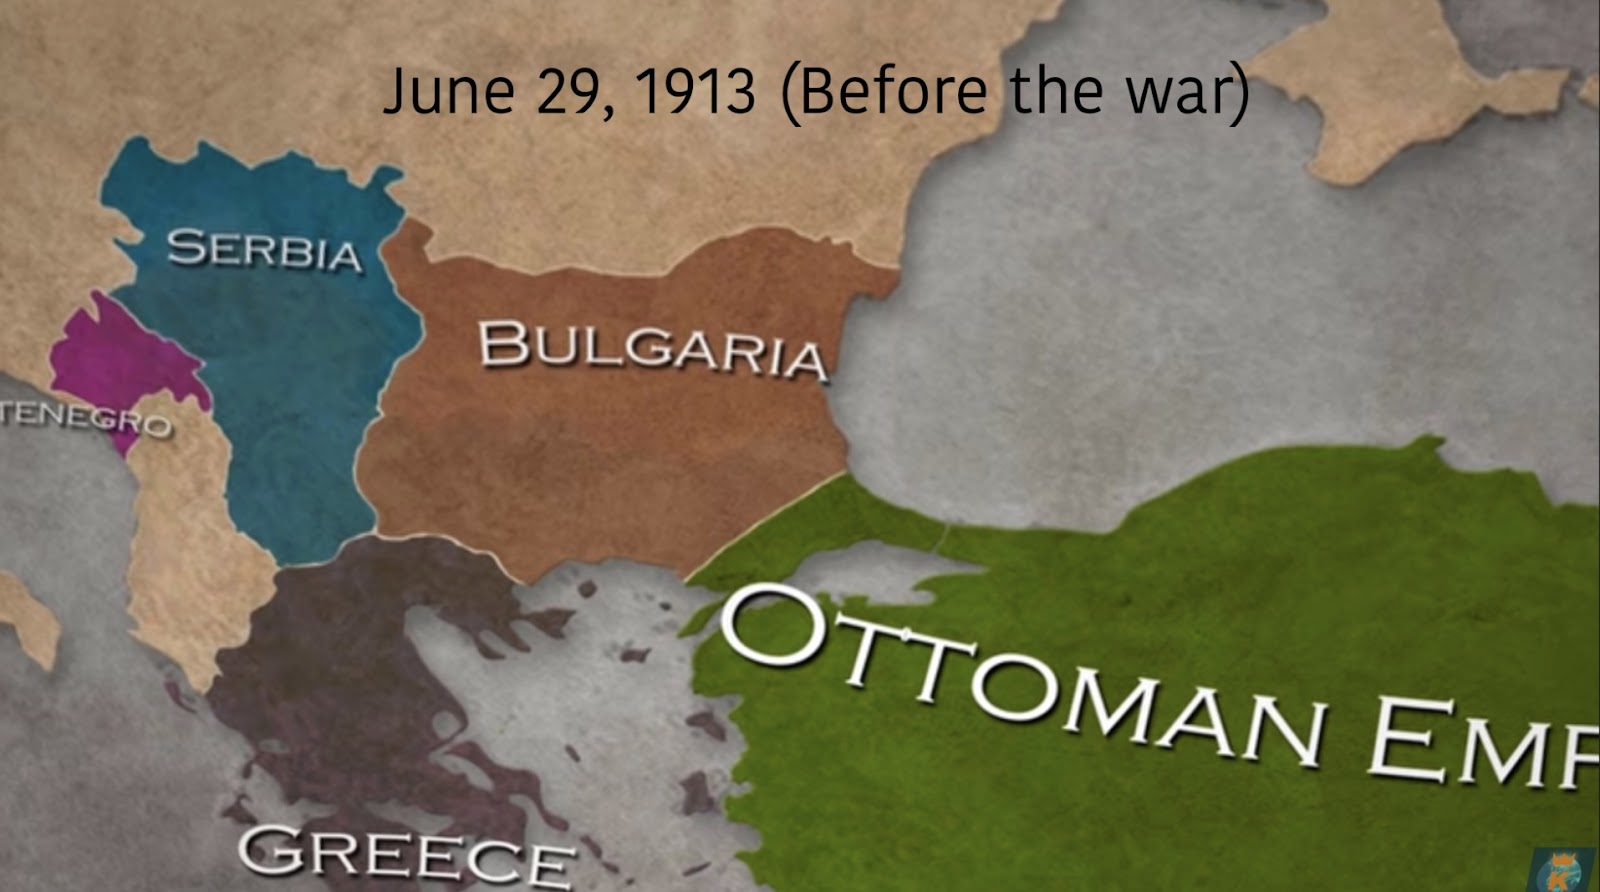 June 29, 1913 (Before the war)
SERBIA
BULGARIA
TENEGRO
OTTOMAN EMP
GREECE
K